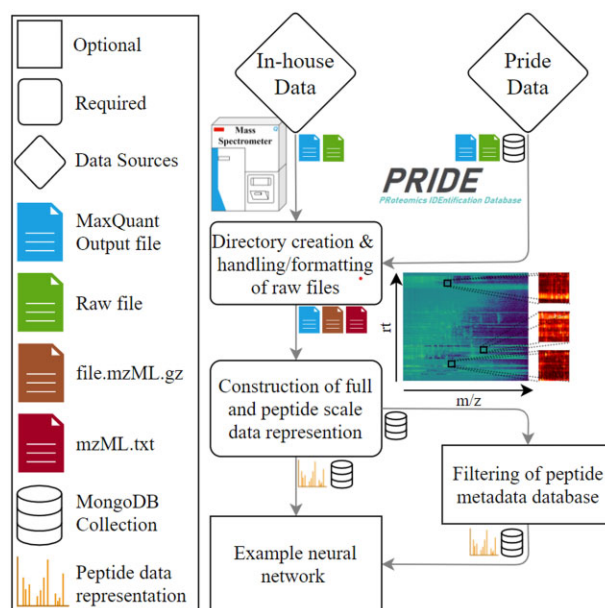 Optional
Required
Data Sources
MaxQuant
Output file
Raw file
file.mzML.gz
mzML.txt
MongoDB
Collection
Peptide data
representation
In-house
Data
Pride
Data
Mass
Spectrometer
PRIDE
PRoteomics IDEntification Database
Directory creation &
handling/formatting
of raw files
rt
m/z
Construction of full
and peptide scale
data represention
Filtering of peptide
metadata database
Example neural
network